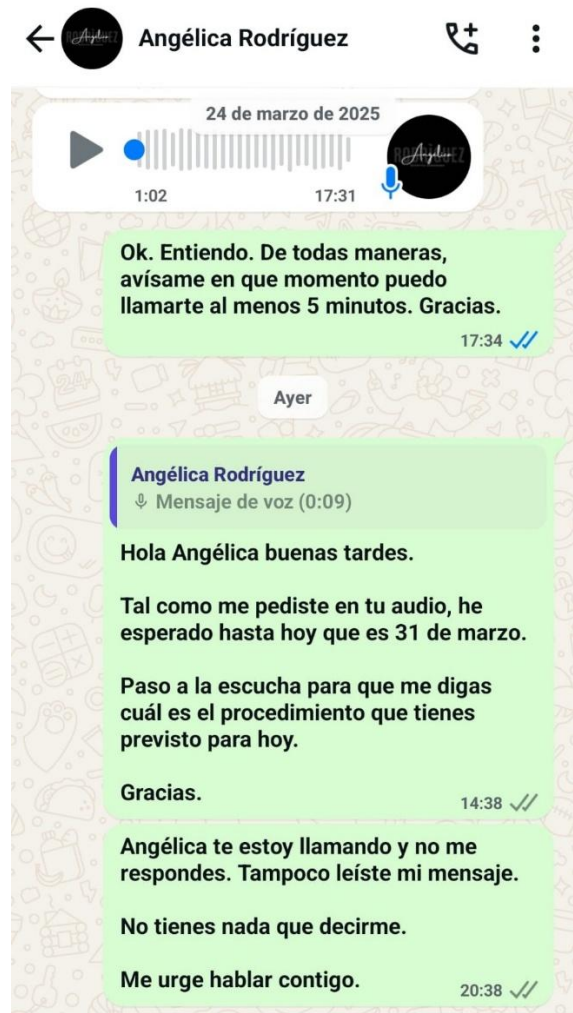 Angélica Rodríguez
24 de marzo de 2025
1:02 17:31
Ok. Entiendo. De todas maneras,
avísame en que momento puedo
llamarte al menos 5 minutos. Gracias.
17:34
Ayer
Angélica Rodríguez
Mensaje de voz (0:09)
Hola Angélica buenas tardes.
Tal como me pediste en tu audio, he
esperado hasta hoy que es 31 de marzo.
Paso a la escucha para que me digas
cuál es el procedimiento que tienes
previsto para hoy.
Gracias.
14:38
Angélica te estoy llamando y no me
respondes. Tampoco leíste mi mensaje.
No tienes nada que decirme.
Me urge hablar contigo.
20:38